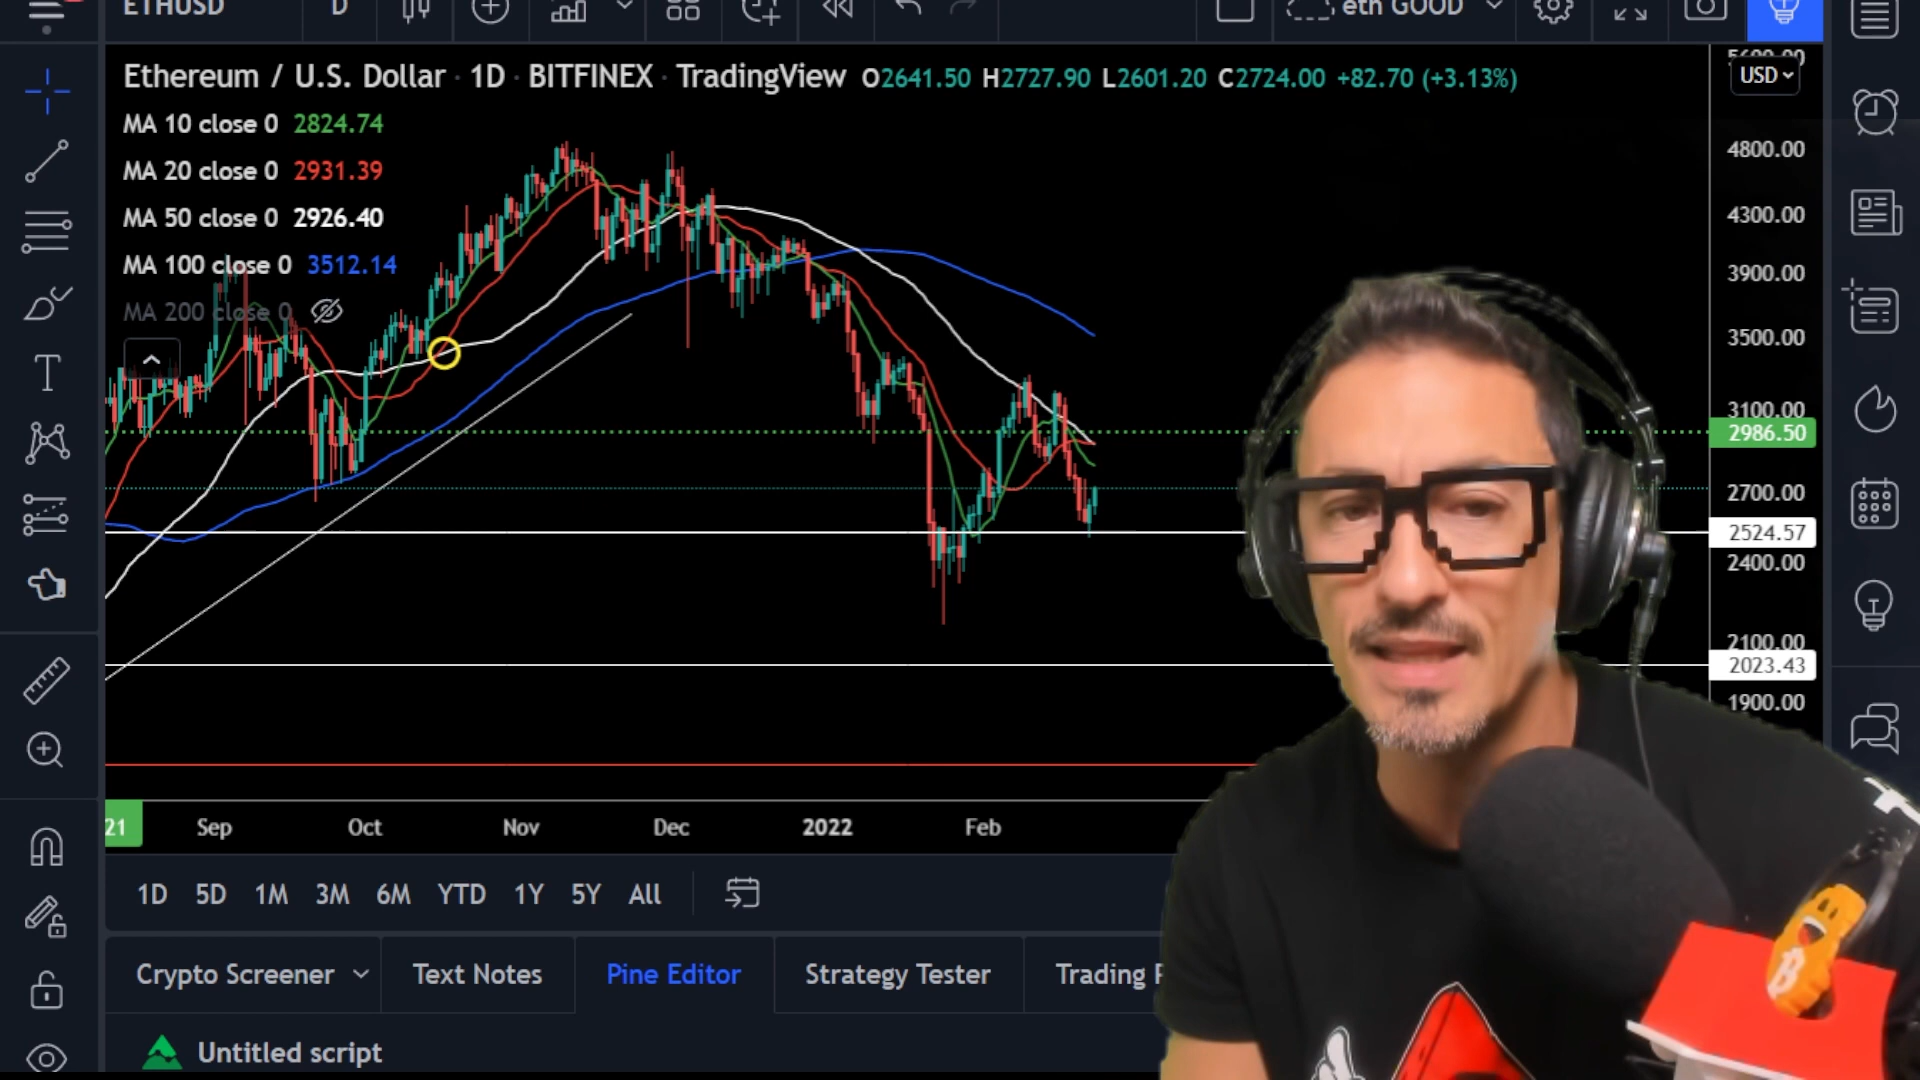 ETHUSD D eth GOOD
Ethereum / U.S. Dollar · 1D · BITFINEX · TradingView O2641.50 H2727.90 L2601.20 C2724.00 +82.70 (+3.13%)
USD
MA 10 close 0 2824.74
MA 20 close 0 2931.39
MA 50 close 0 2926.40
MA 100 close 0 3512.14
MA 200 close 0
5600.00
4800.00
4300.00
3900.00
3500.00
3100.00
2986.50
2700.00
2524.57
2400.00
2100.00
2023.43
1900.00
21 Sep Oct Nov Dec 2022 Feb
1D 5D 1M 3M 6M YTD 1Y 5Y All
Crypto Screener Text Notes Pine Editor Strategy Tester Trading P
Untitled script